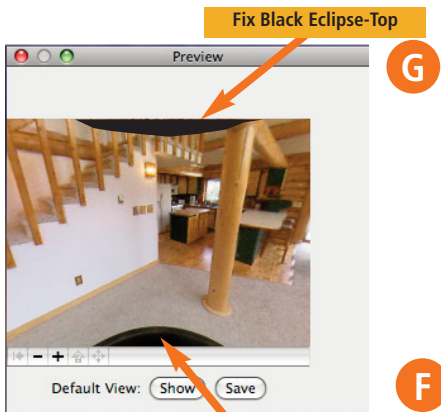 Fix Black Eclipse-Top
Preview
G
Default View: Show Save
F